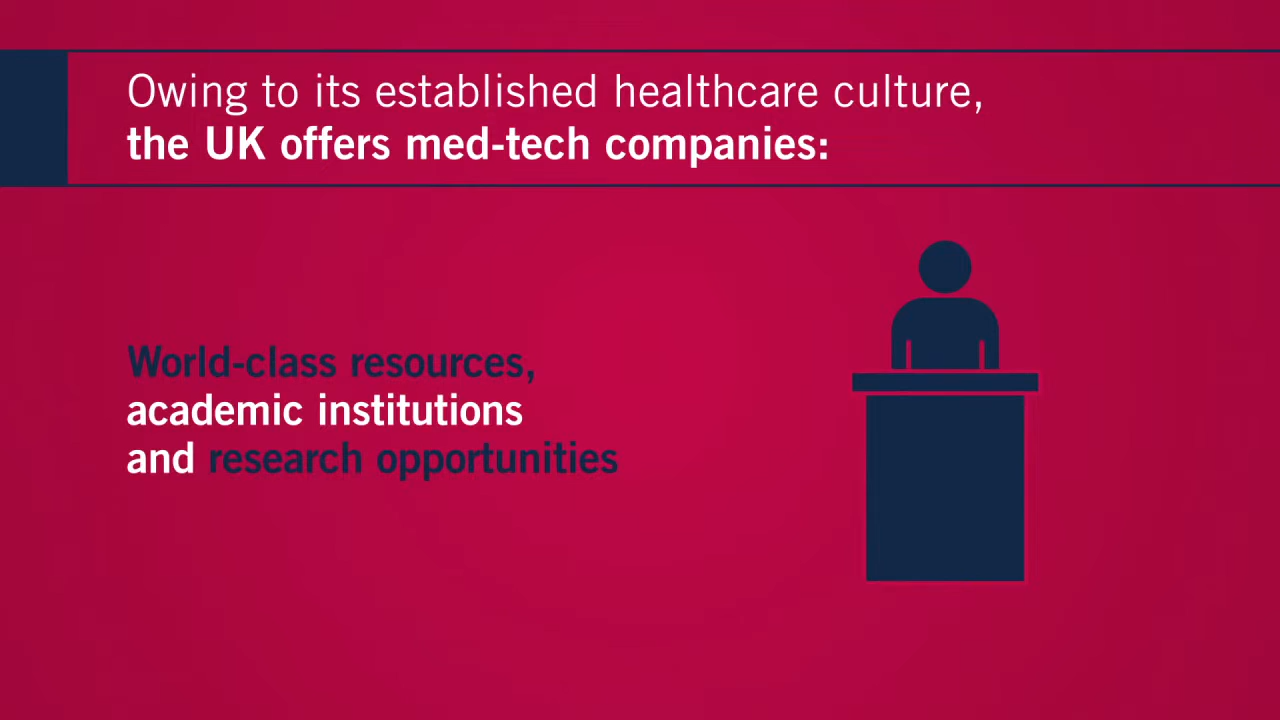 Owing to its established healthcare culture,
the UK offers med-tech companies:
World-class resources,
academic institutions
and research opportunities